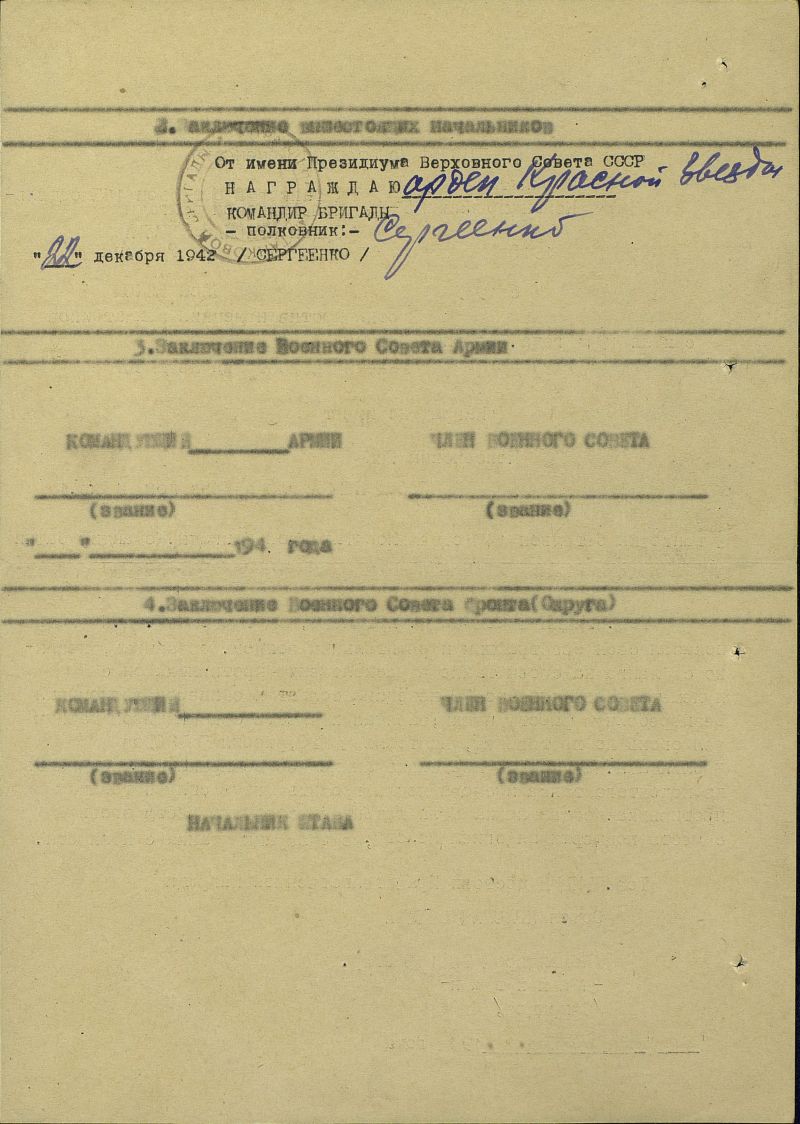 2. Заключение вышестоящих начальников
От имени Президиума Верховного Совета СССР
НАГРАЖДАЮ орден Красной Звезды
КОМАНДИР БРИГАДЫ
- полковник:- Сергеенко
"22" декабря 1942 / СЕРГЕЕНКО /
3.Заключение Военного Совета Армии
КОМАНДУЮЩИЙ АРМИИ ЧЛЕН ВОЕННОГО СОВЕТА
(звание) (звание)
" " 194 года
4.Заключение Военного Совета Фронта(Округа)
КОМАНДУЮЩИЙ ЧЛЕН ВОЕННОГО СОВЕТА
(звание) (звание)
НАЧАЛЬНИК ШТАБА